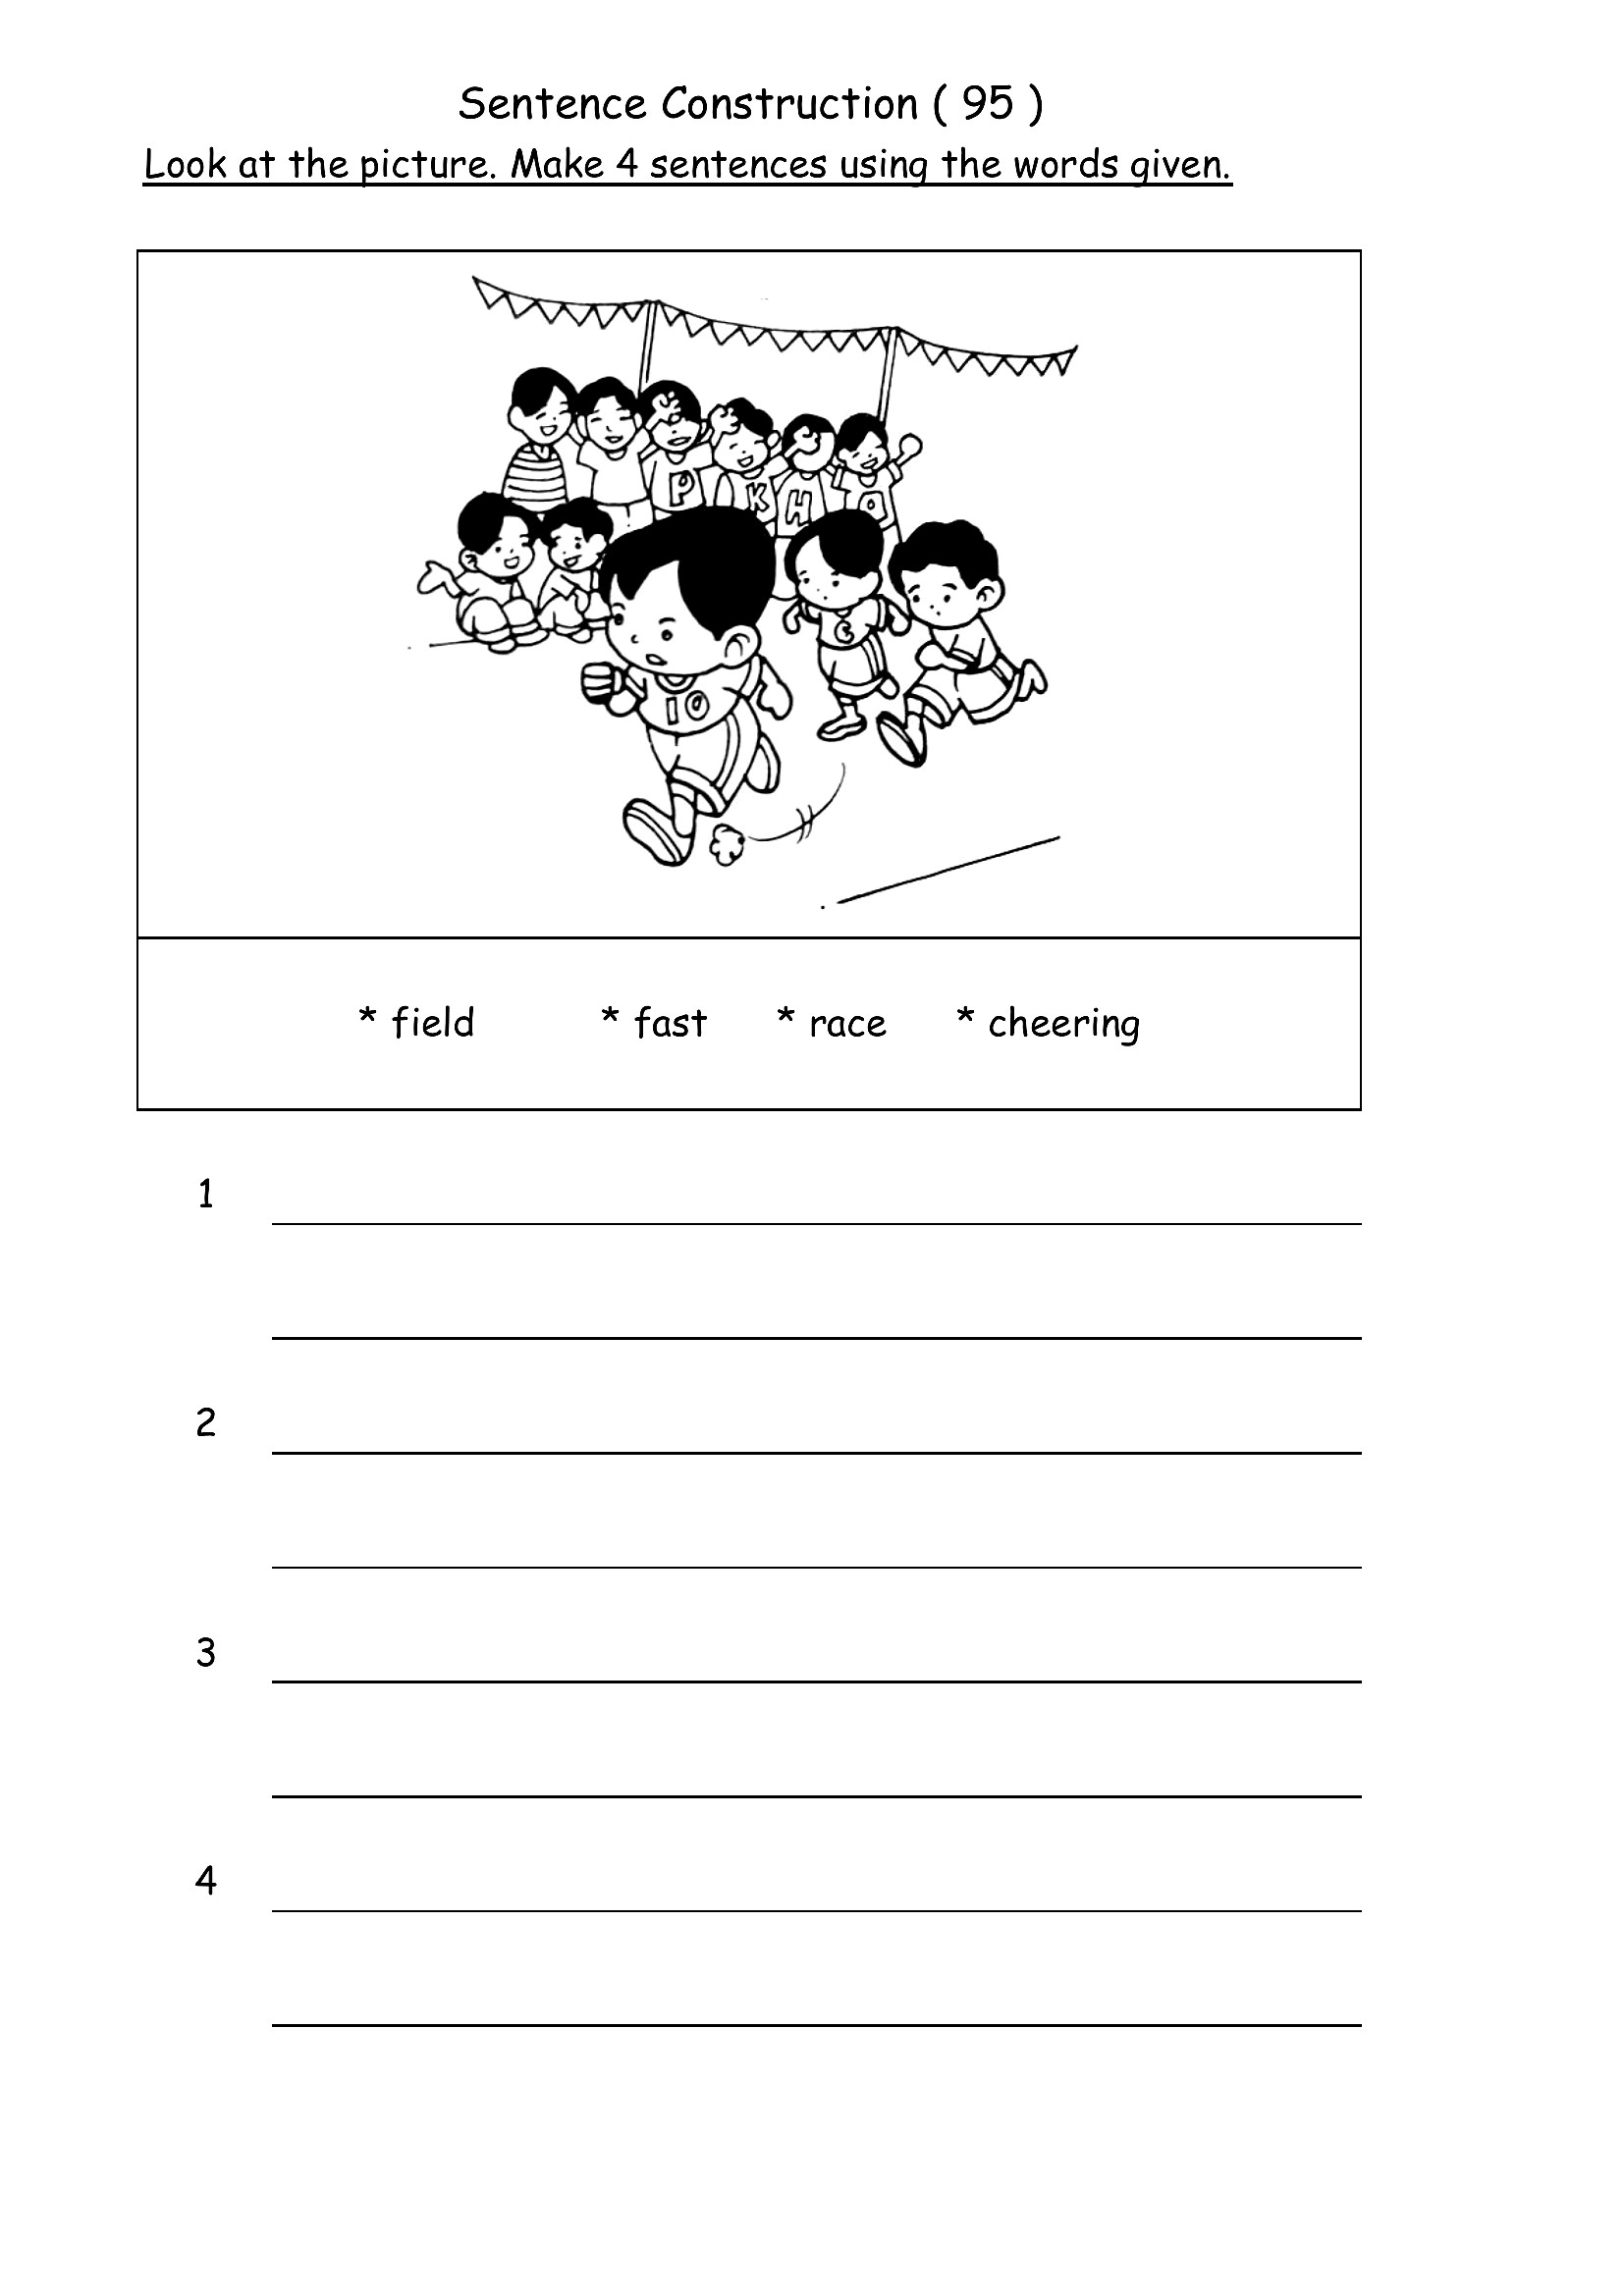 Sentence Construction ( 95 )
Look at the picture. Make 4 sentences using the words given.
P K H O
10
* field * fast * race * cheering
1
2
3
4